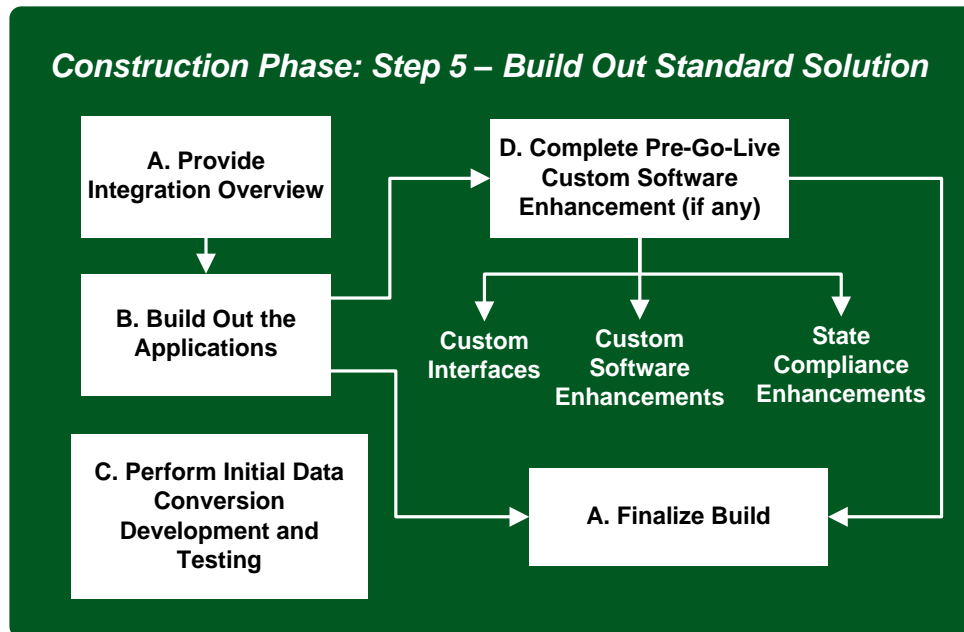 Construction Phase: Step 5 – Build Out Standard Solution
A. Provide
Integration Overview
B. Build Out the
Applications
C. Perform Initial Data
Conversion
Development and
Testing
D. Complete Pre-Go-Live
Custom Software
Enhancement (if any)
Custom
Interfaces
Custom
Software
Enhancements
State
Compliance
Enhancements
A. Finalize Build